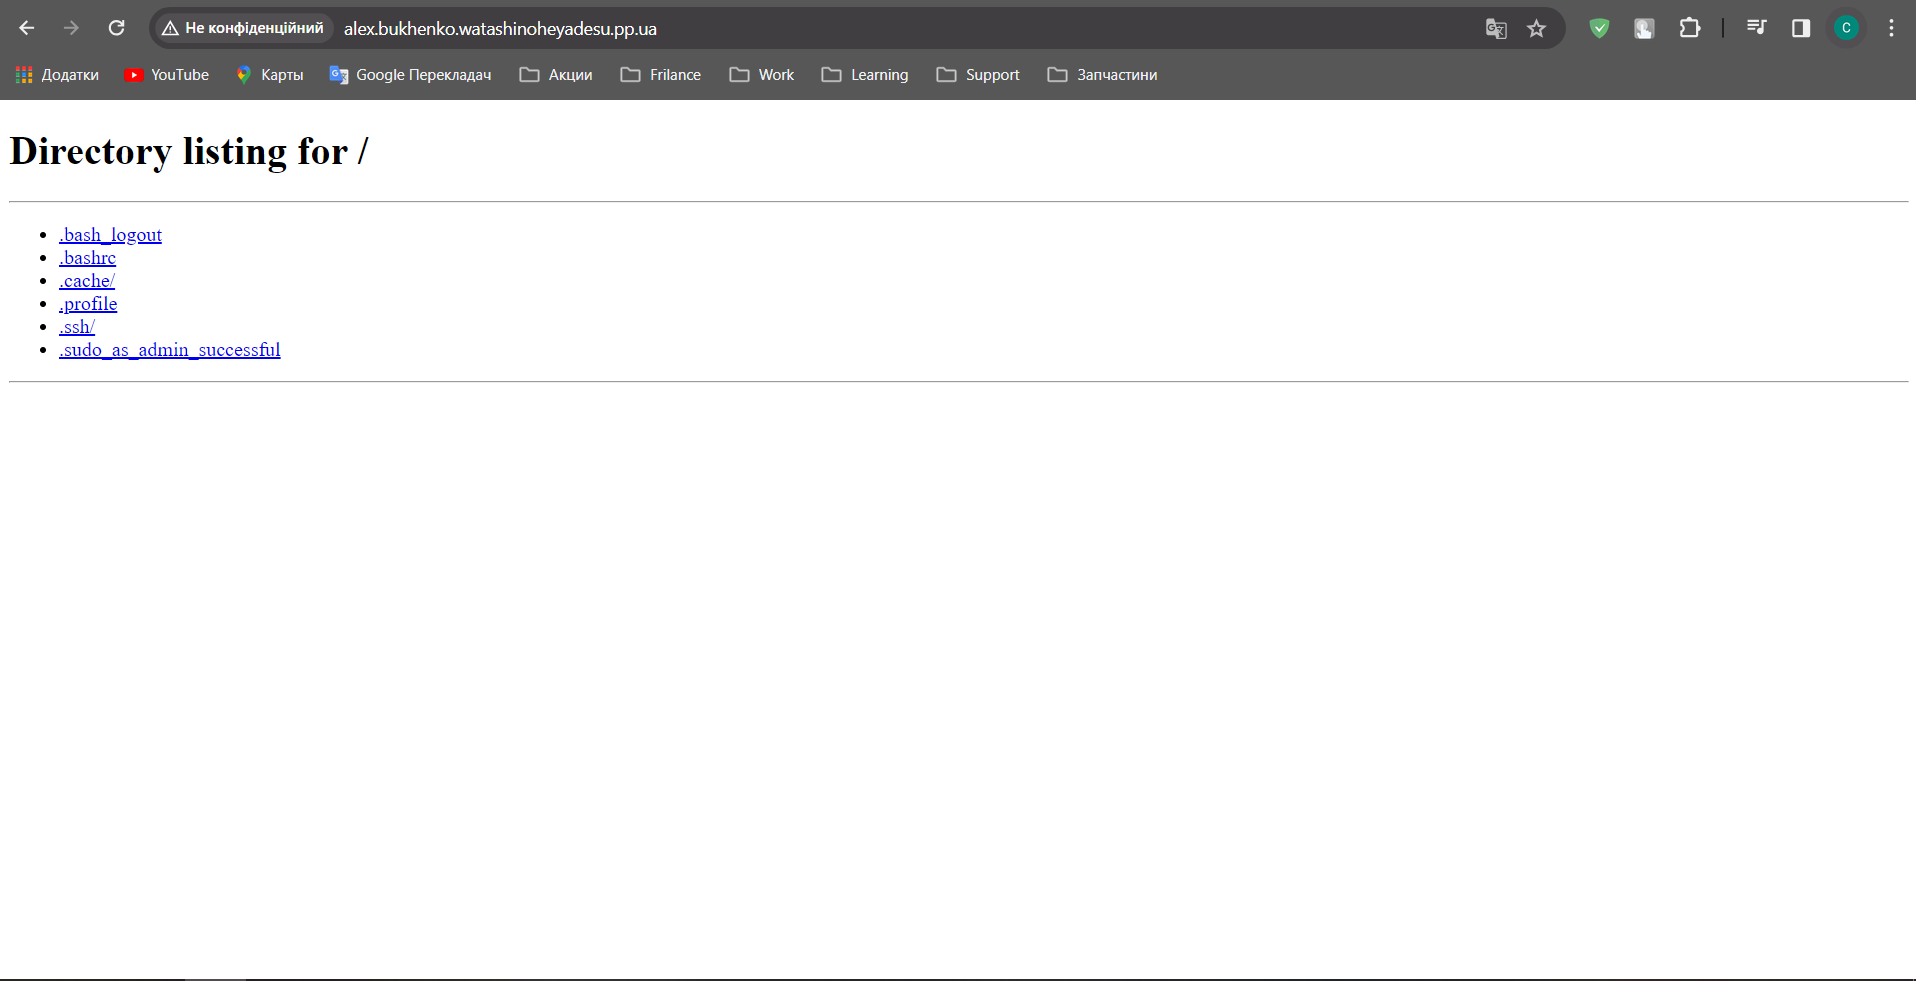 Не конфіденційний alex.bukhenko.watashinoheyadesu.pp.ua C
Додатки YouTube Карты Google Перекладач Акции Frilance Work Learning Support Запчастини
Directory listing for /
.bash_logout
.bashrc
.cache/
.profile
.ssh/
.sudo_as_admin_successful